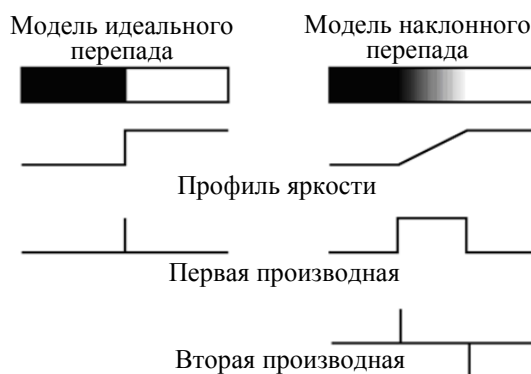 Модель идеального
перепада
Модель наклонного
перепада
Профиль яркости
Первая производная
Вторая производная